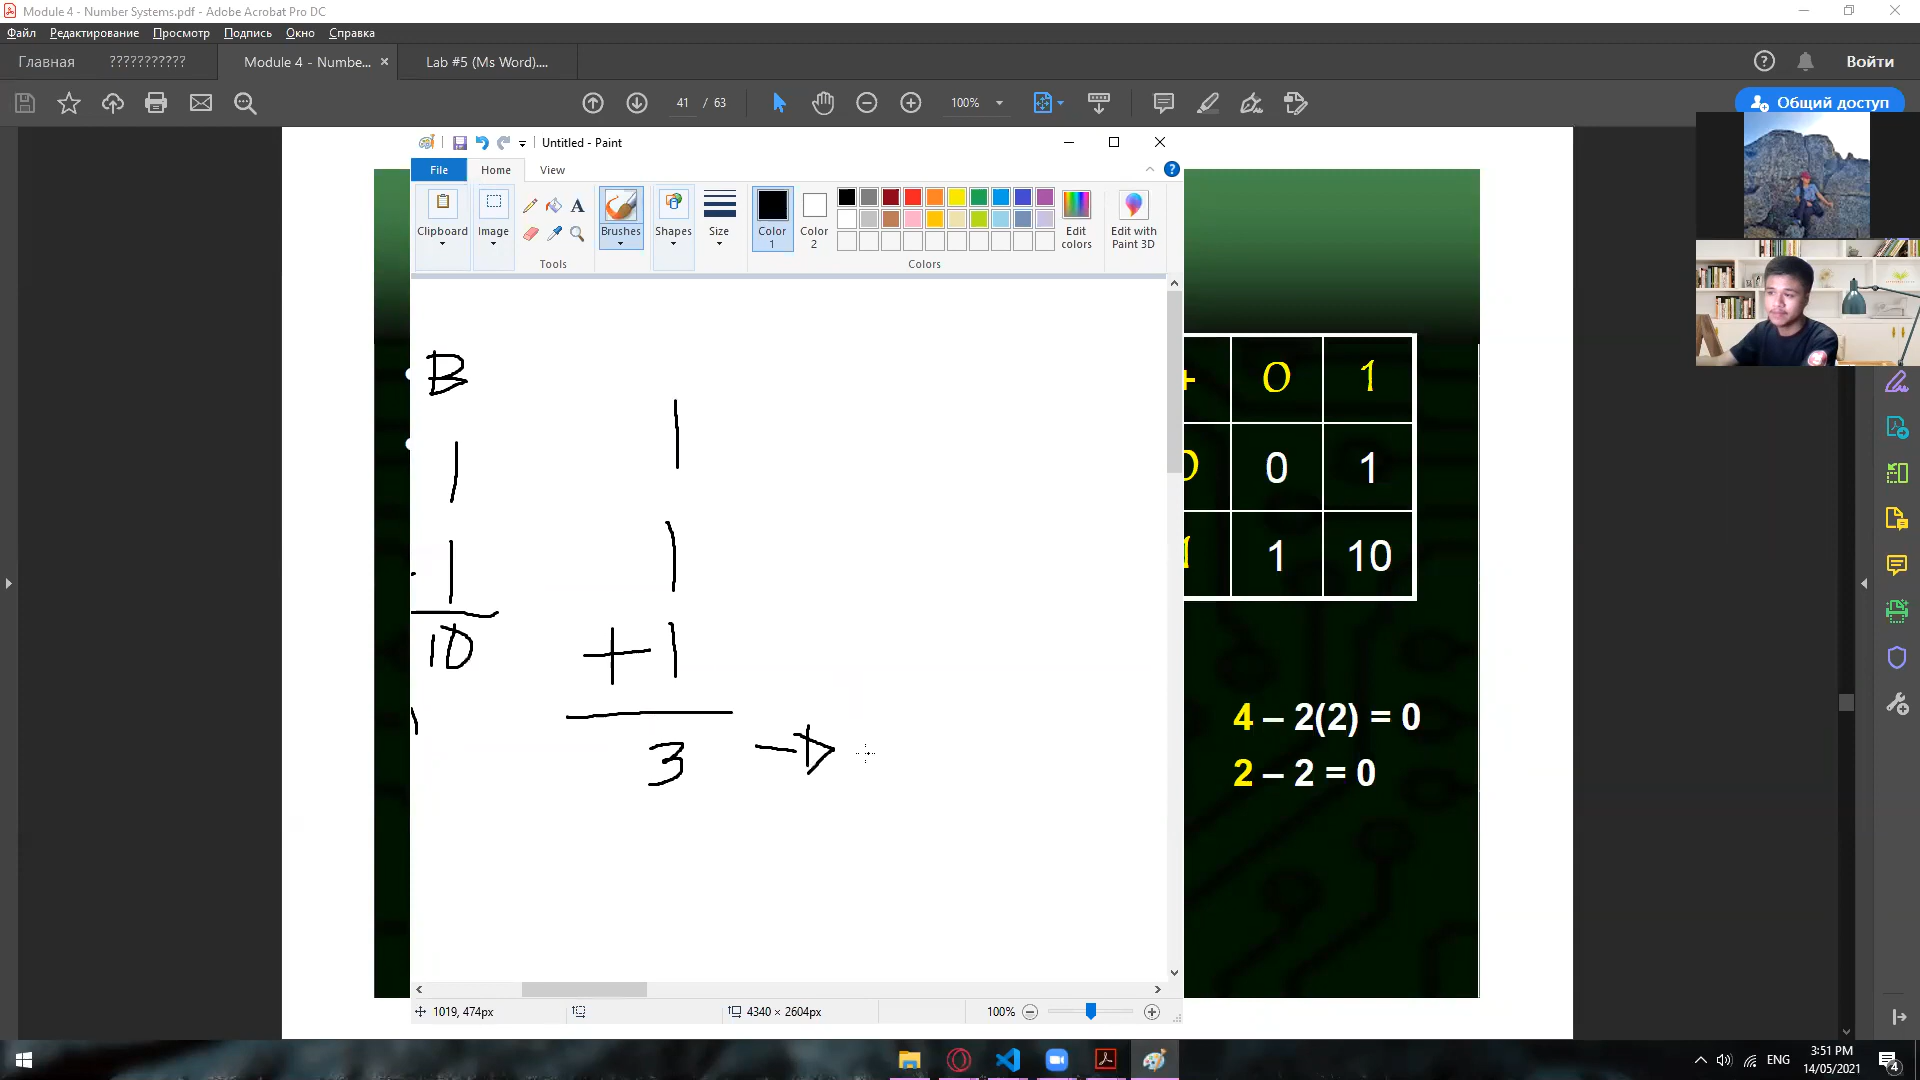 Module 4 - Number Systems.pdf - Adobe Acrobat Pro DC
Файл Редактирование Просмотр Подпись Окно Справка
Главная ??????????? Module 4 - Numbe... × Lab #5 (Ms Word)....
Войти
41 / 63 100%
Общий доступ
Untitled - Paint
File Home View
Clipboard Image Tools Brushes Shapes Size Color 1 Color 2 Colors Edit colors Edit with Paint 3D
B
1
1
10
1
1
+ 1
3
+ 0 1
0 0 1
1 1 10
4 – 2(2) = 0
2 – 2 = 0
1019, 474px 4340 × 2604px 100%
ENG 3:51 PM
14/05/2021
4